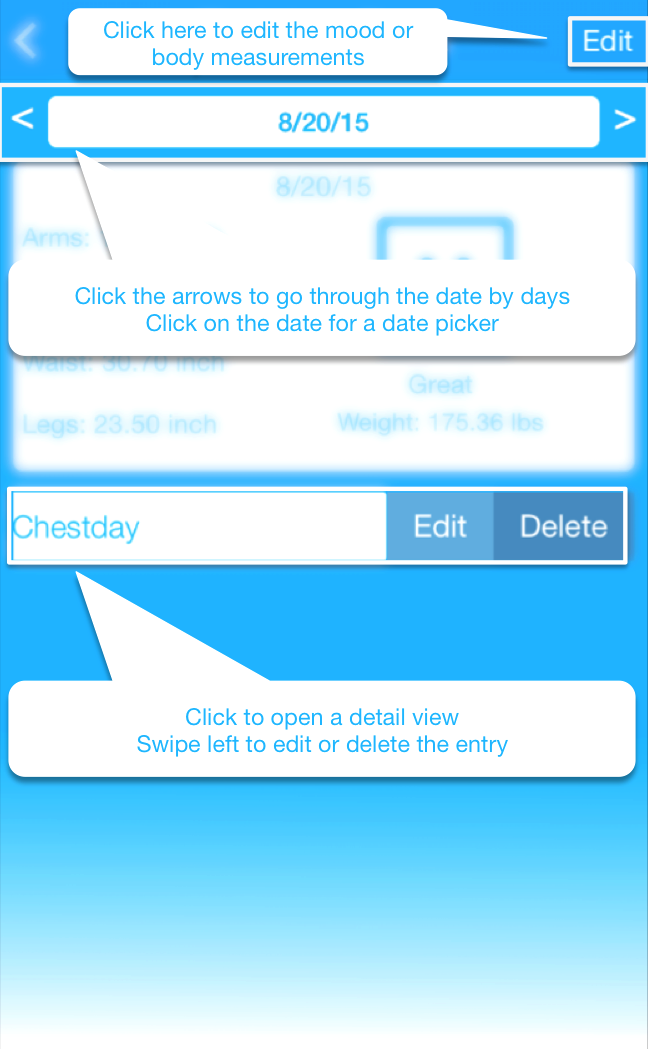 Click here to edit the mood or
body measurements
Edit
< 8/20/15 >
8/20/15
Arms:
Click the arrows to go through the date by days
Click on the date for a date picker
Waist: 30.70 inch
Great
Legs: 23.50 inch
Weight: 175.36 lbs
Chestday
Edit
Delete
Click to open a detail view
Swipe left to edit or delete the entry